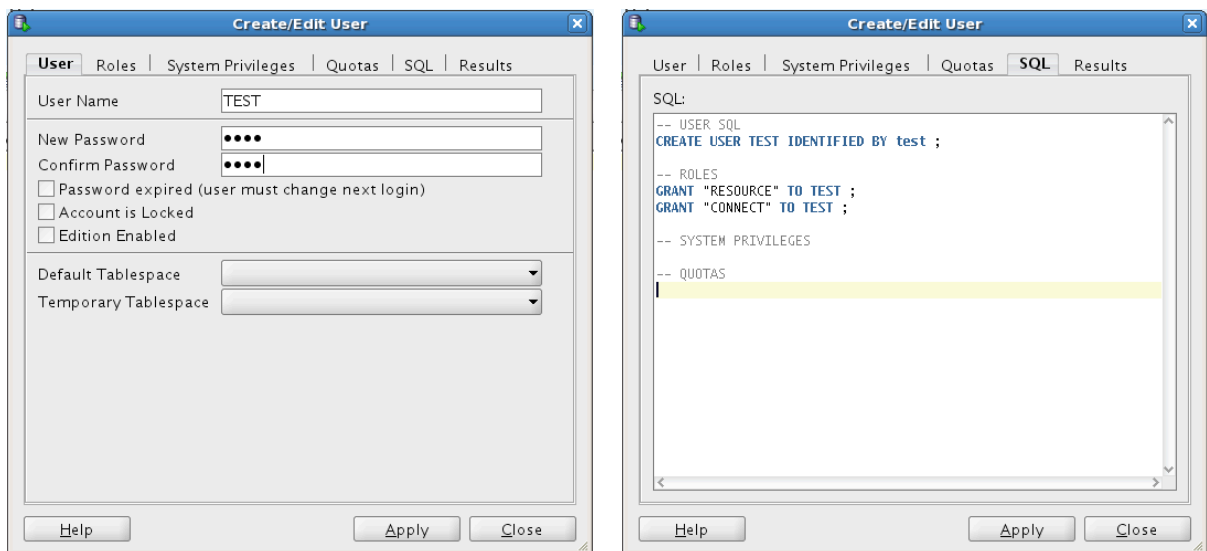 Create/Edit User
User Roles System Privileges Quotas SQL Results
User Name TEST
New Password ••••
Confirm Password ••••
Password expired (user must change next login)
Account is Locked
Edition Enabled
Default Tablespace
Temporary Tablespace
Help Apply Close
Create/Edit User
User Roles System Privileges Quotas SQL Results
SQL:
-- USER SQL
CREATE USER TEST IDENTIFIED BY test ;
-- ROLES
GRANT "RESOURCE" TO TEST ;
GRANT "CONNECT" TO TEST ;
-- SYSTEM PRIVILEGES
-- QUOTAS
Help Apply Close